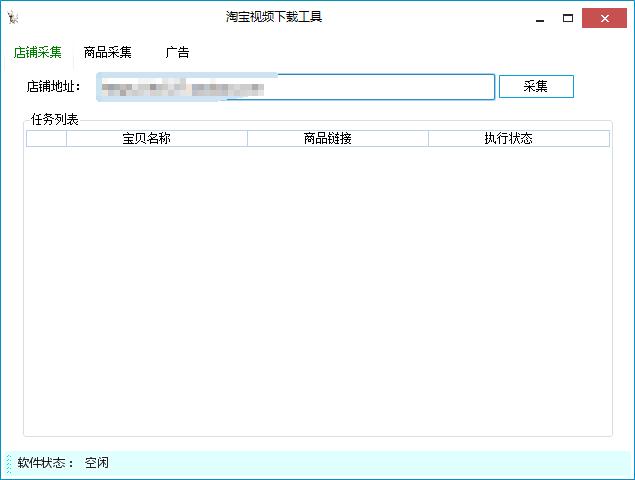 淘宝视频下载工具
店铺采集 商品采集 广告
店铺地址： 采集
任务列表
宝贝名称 商品链接 执行状态
软件状态： 空闲